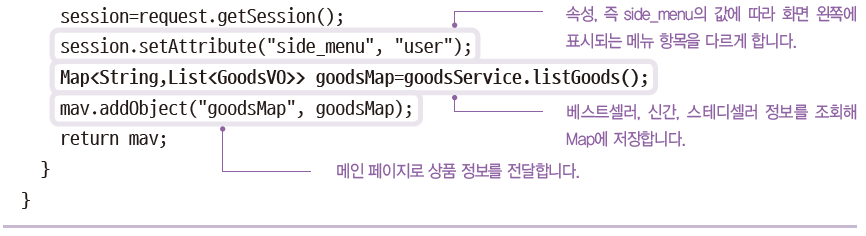 session=request.getSession();
속성, 즉 side_menu의 값에 따라 화면 왼쪽에
session.setAttribute("side_menu", "user");
표시되는 메뉴 항목을 다르게 합니다.
Map<String,List<GoodsVO>> goodsMap=goodsService.listGoods();
mav.addObject("goodsMap", goodsMap);
베스트셀러, 신간, 스테디셀러 정보를 조회해
return mav;
Map에 저장합니다.
}
메인 페이지로 상품 정보를 전달합니다.
}